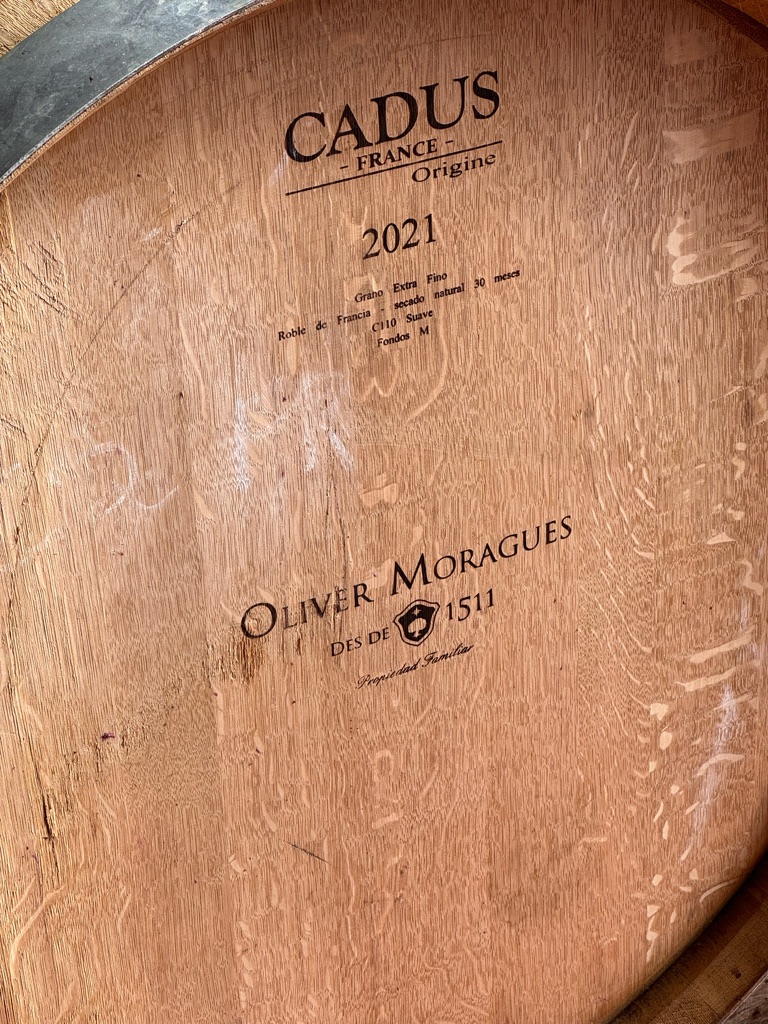 CADUS
- FRANCE -
Origine
2021
Grano Extra Fino
Roble de Francia - secado natural 30 meses
C110 Suave
Fondos M
OLIVER MORAGUES
DES DE 1511
Propiedad Familiar